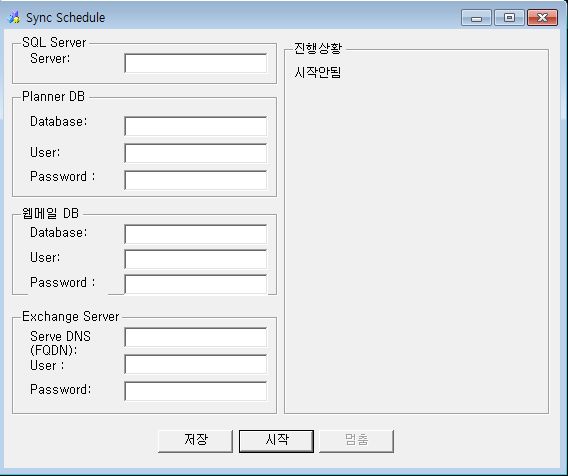 Sync Schedule
SQL Server
Server:
Planner DB
Database:
User:
Password :
웹메일 DB
Database:
User:
Password :
Exchange Server
Serve DNS
(FQDN):
User :
Password:
진행상황
시작안됨
저장
시작
멈춤